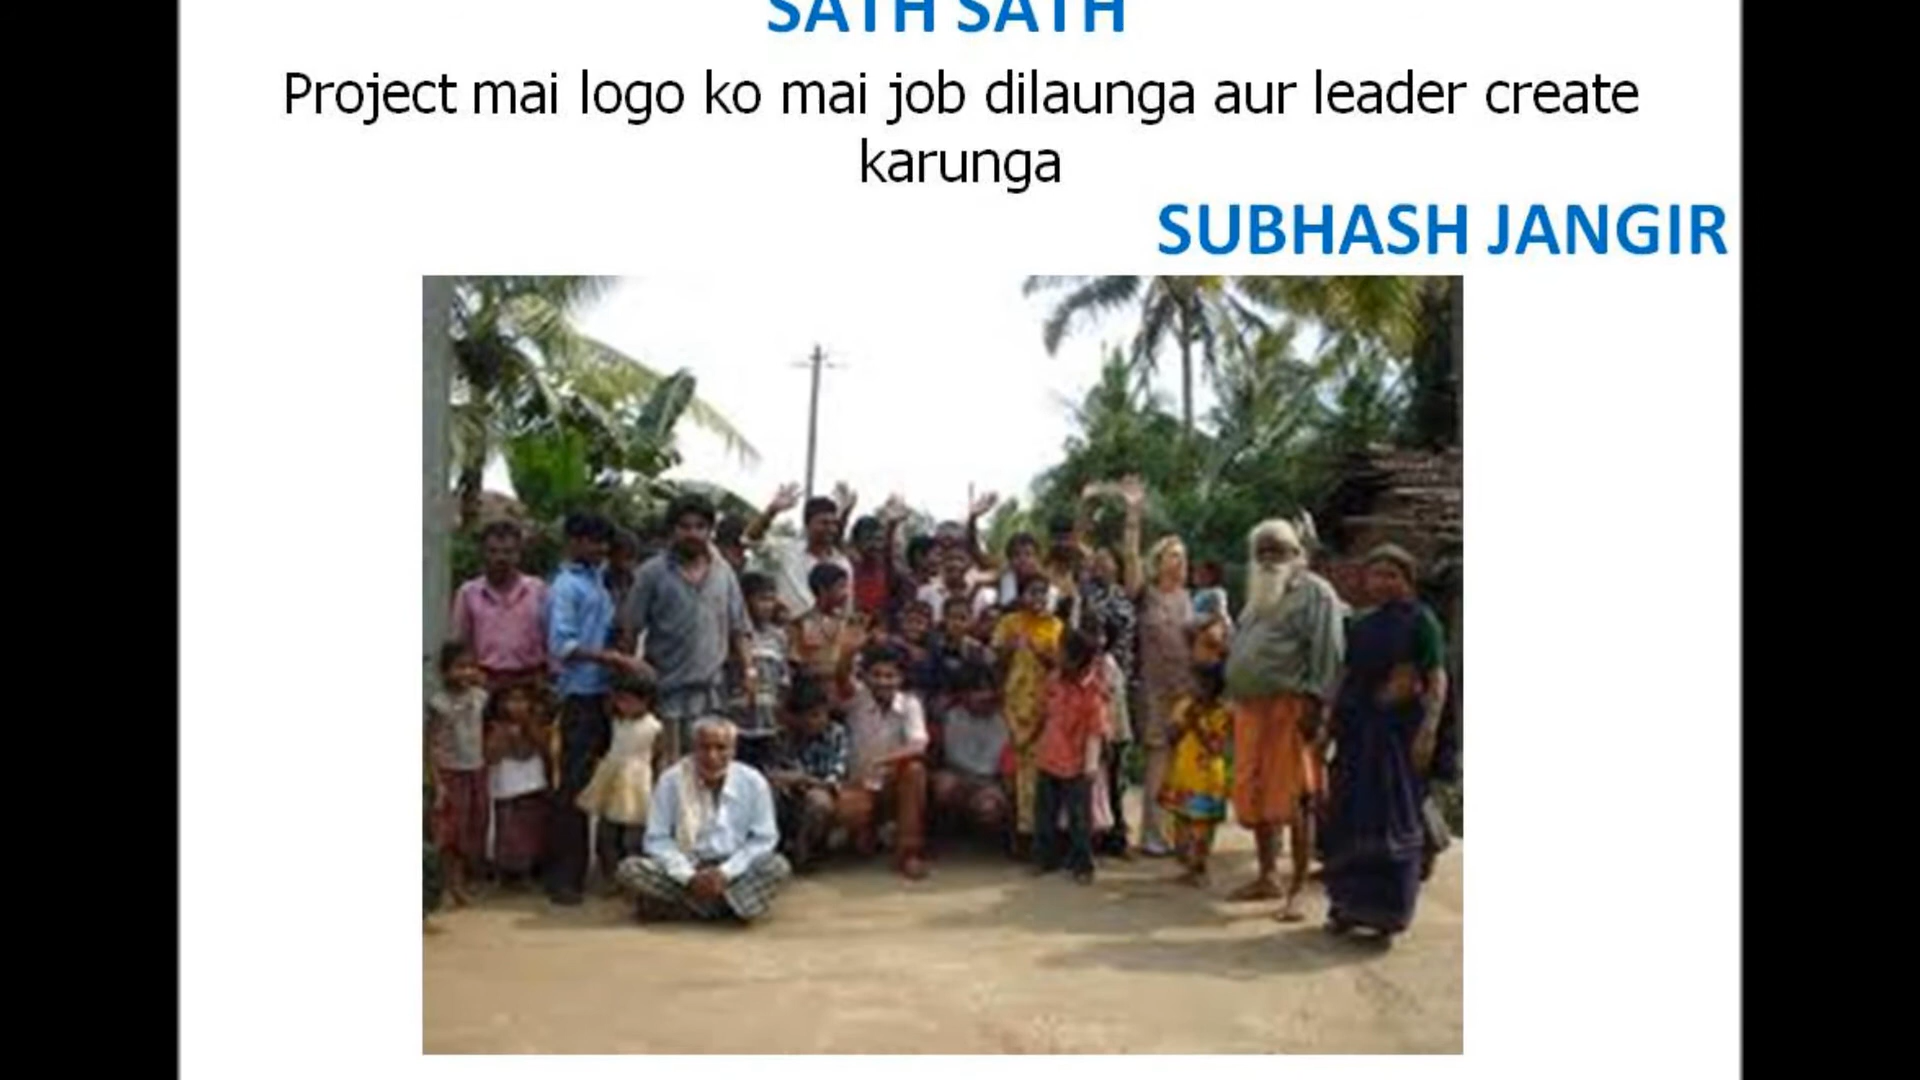 SATH SATH
Project mai logo ko mai job dilaunga aur leader create
karunga
SUBHASH JANGIR